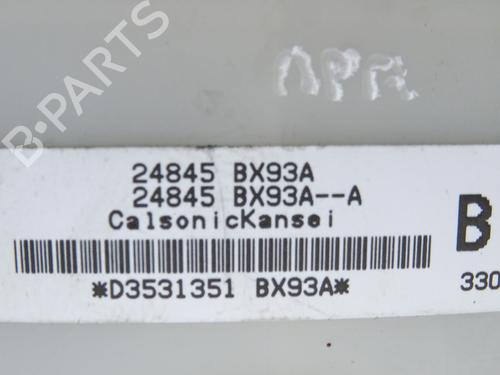 B-PARTS
24845 BX93A
24845 BX93A--A
CalsonicKansei
B
*D3531351 BX93A*
330